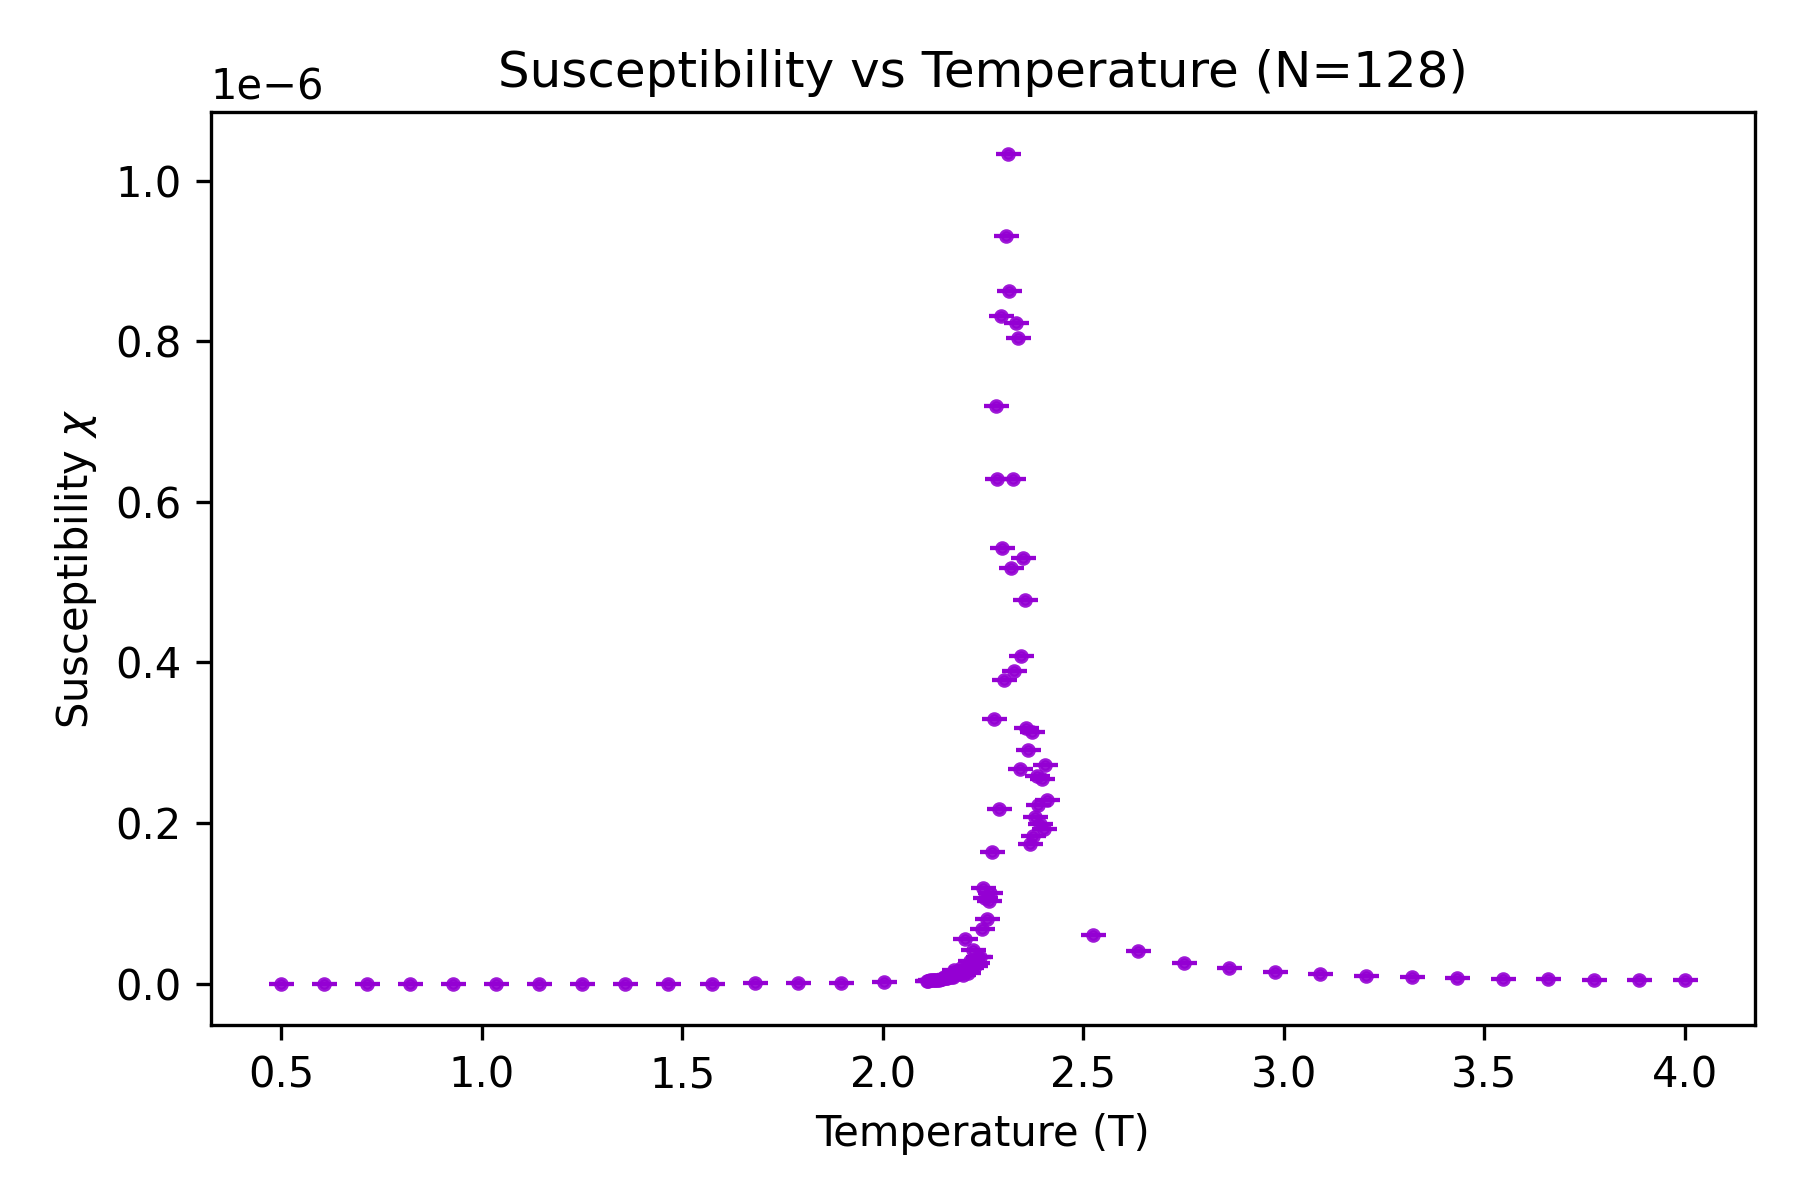 Susceptibility vs Temperature (N=128)
1e−6
1.0
0.8
0.6
0.4
0.2
0.0
Susceptibility χ
0.5 1.0 1.5 2.0 2.5 3.0 3.5 4.0
Temperature (T)